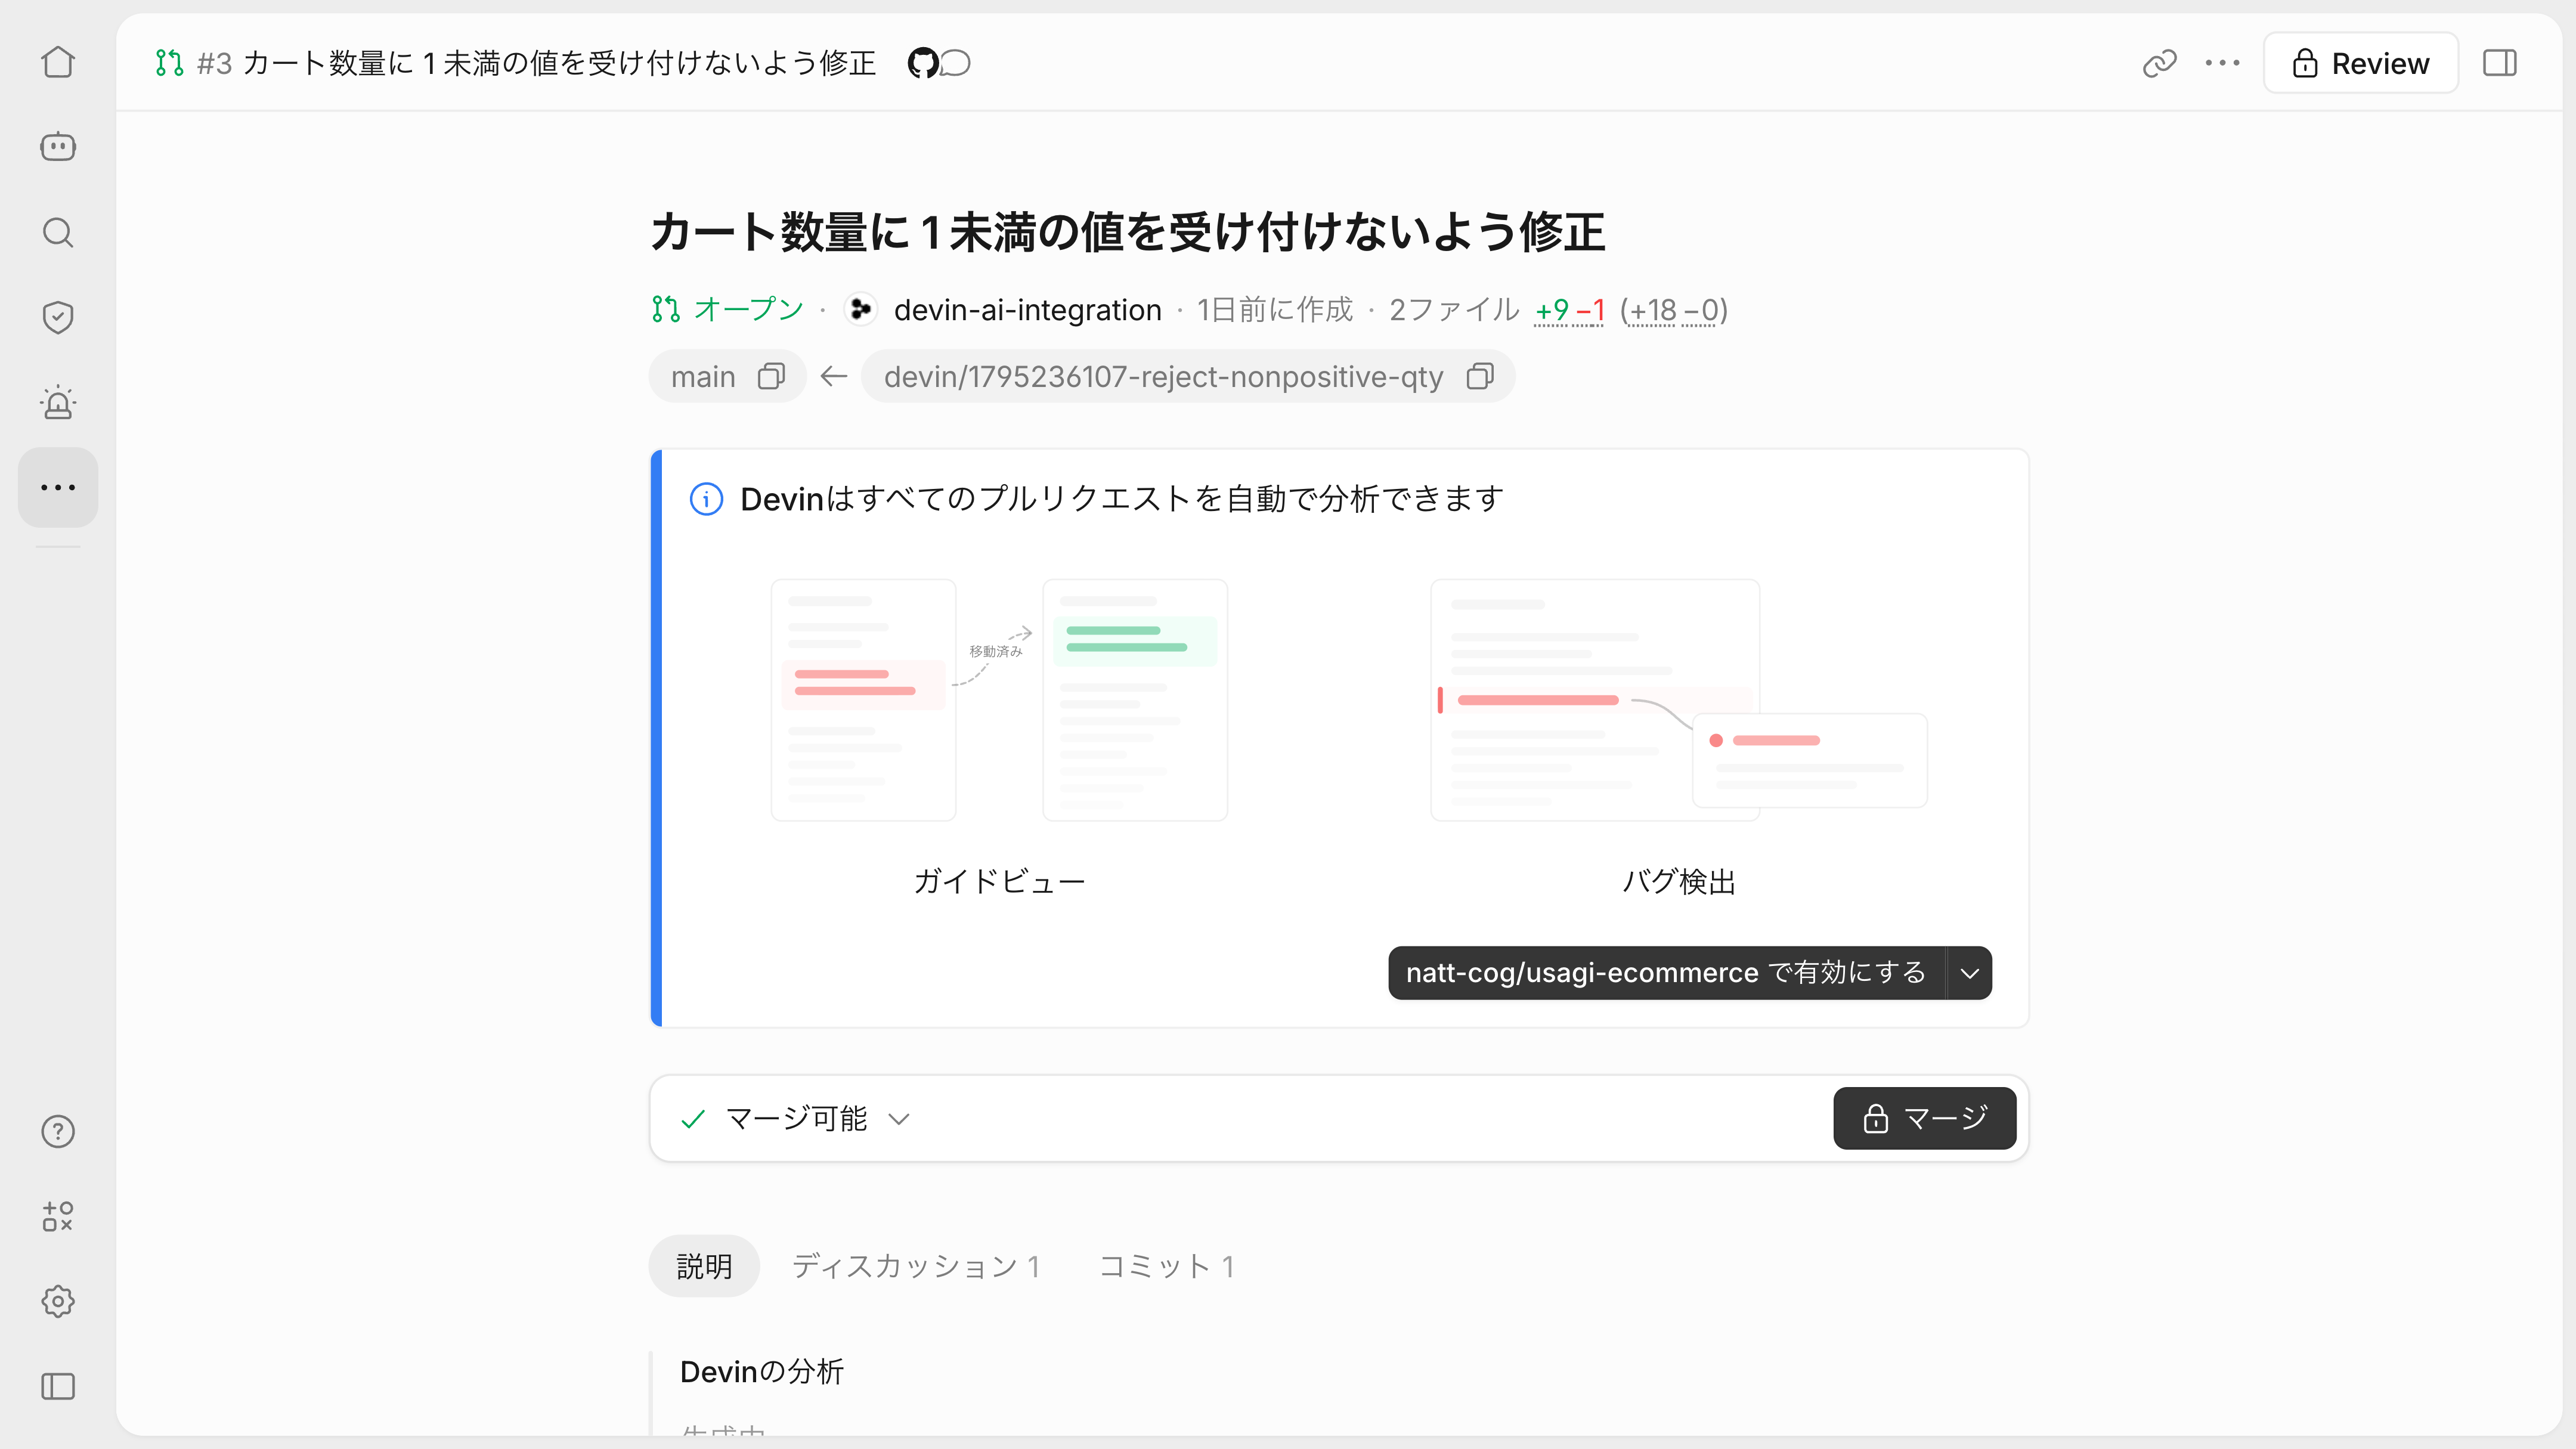 #3 カート数量に 1 未満の値を受け付けないよう修正
Review
カート数量に 1 未満の値を受け付けないよう修正
オープン · devin-ai-integration · 1日前に作成 · 2ファイル +9 −1 (+18 −0)
main ← devin/1795236107-reject-nonpositive-qty
Devinはすべてのプルリクエストを自動で分析できます
移動済み
ガイドビュー
バグ検出
natt-cog/usagi-ecommerce で有効にする
マージ可能
マージ
説明
ディスカッション 1
コミット 1
Devinの分析